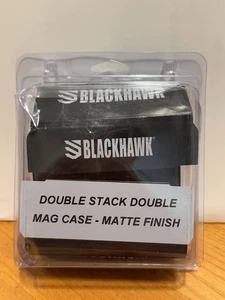 BLACKHAWK
BLACKHAWK
DOUBLE STACK DOUBLE
MAG CASE - MATTE FINISH